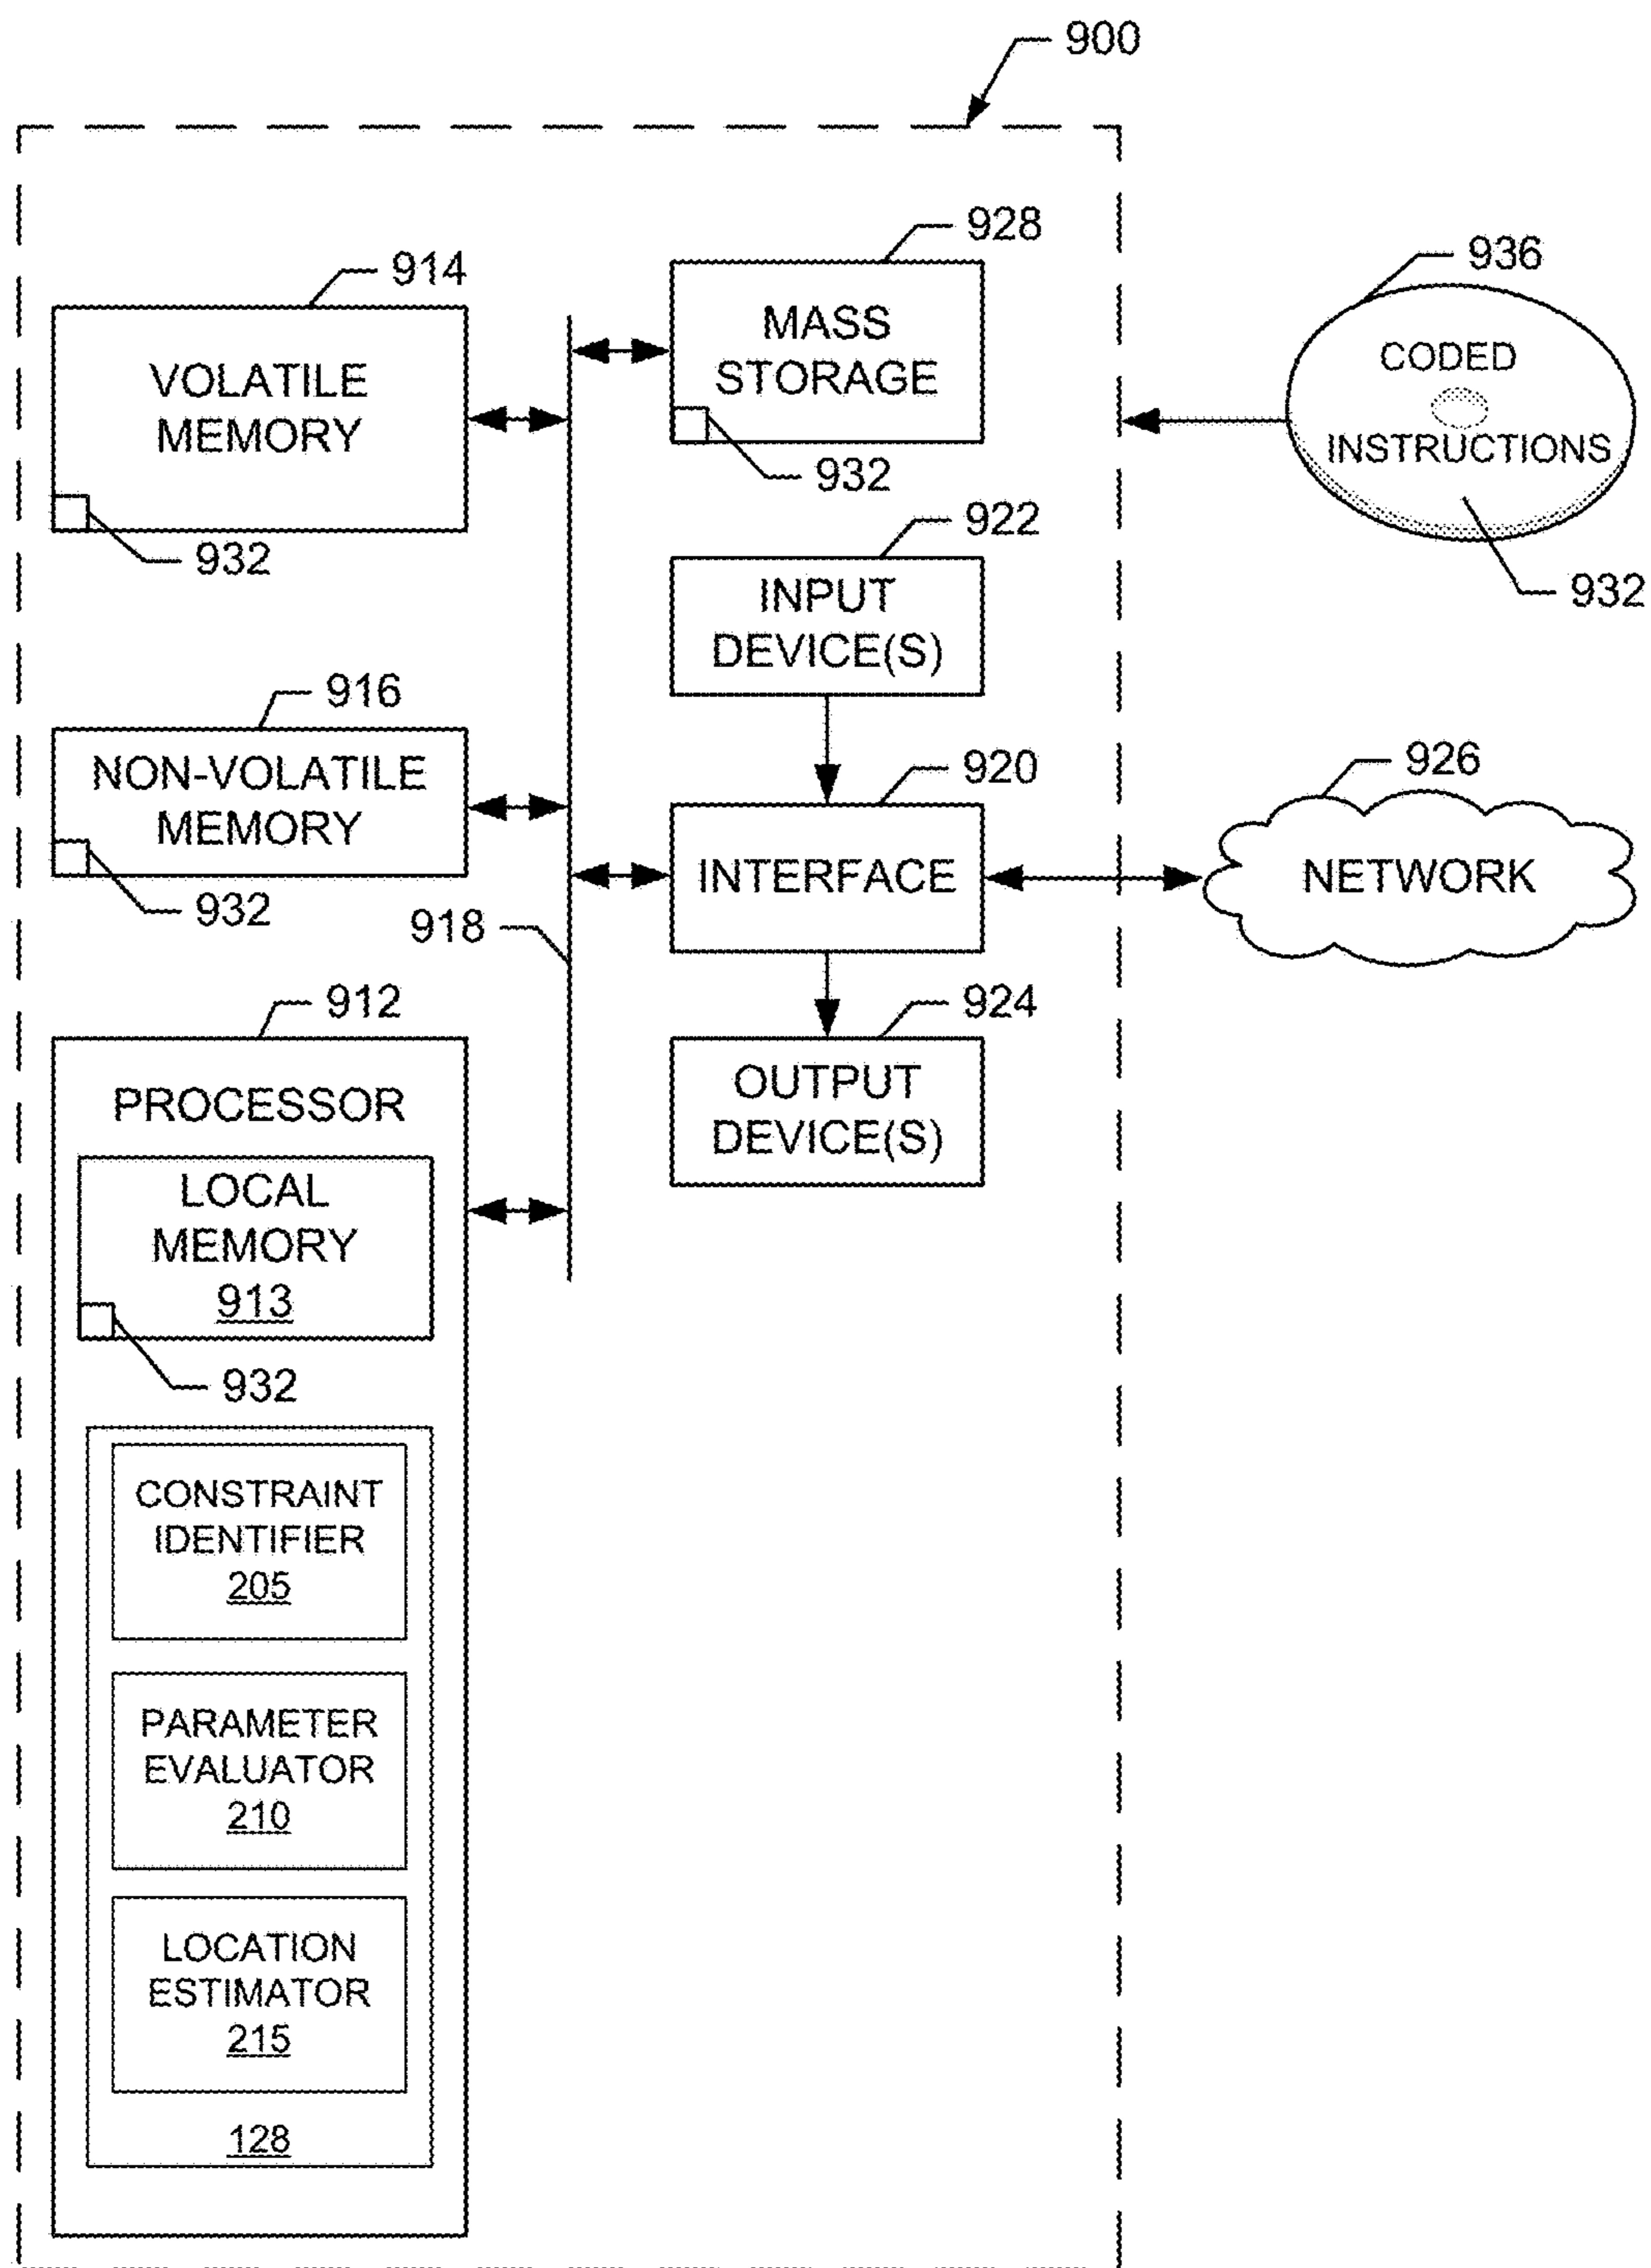 900
928
914
936
MASS
STORAGE
CODED
INSTRUCTIONS
VOLATILE
MEMORY
932
932
932
922
INPUT
DEVICE(S)
916
NON-VOLATILE
MEMORY
932
920
926
INTERFACE
NETWORK
918
912
924
PROCESSOR
OUTPUT
DEVICE(S)
LOCAL
MEMORY
913
932
CONSTRAINT
IDENTIFIER
205
PARAMETER
EVALUATOR
210
LOCATION
ESTIMATOR
215
128